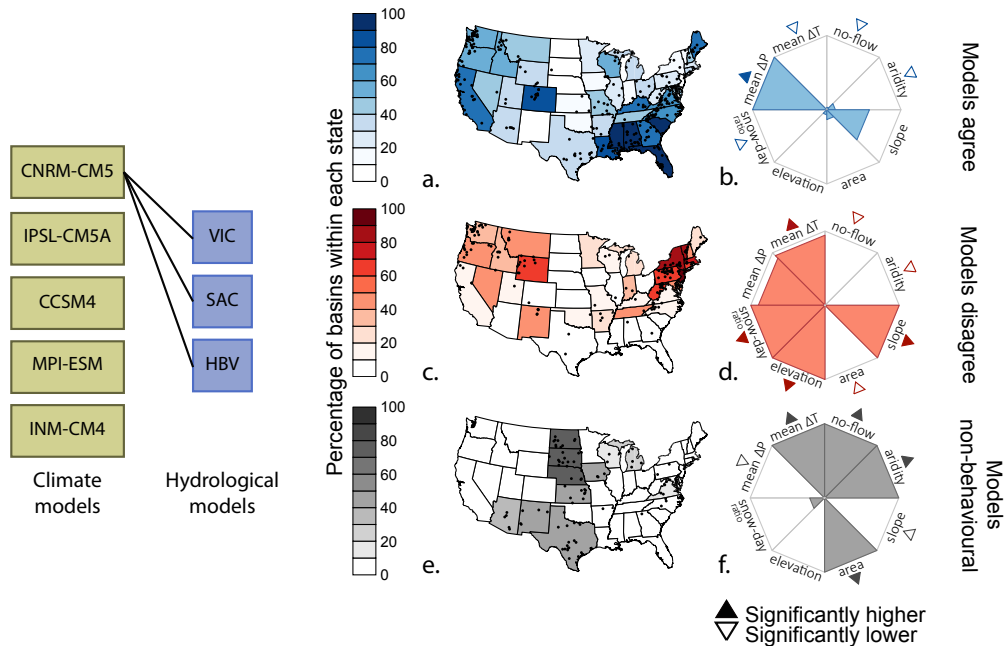 CNRM-CM5
IPSL-CM5A
CCSM4
MPI-ESM
INM-CM4
Climate
models
VIC
SAC
HBV
Hydrological
models
Percentage of basins within each state
100
80
60
40
20
0
a.
mean ΔT
no-flow
aridity
slope
area
elevation
snow-day
ratio
mean ΔP
b.
Models agree
100
80
60
40
20
0
c.
mean ΔT
no-flow
aridity
slope
area
elevation
snow-day
ratio
mean ΔP
d.
Models disagree
100
80
60
40
20
0
e.
mean ΔT
no-flow
aridity
slope
area
elevation
snow-day
ratio
mean ΔP
f.
Models
non-behavioural
Significantly higher
Significantly lower